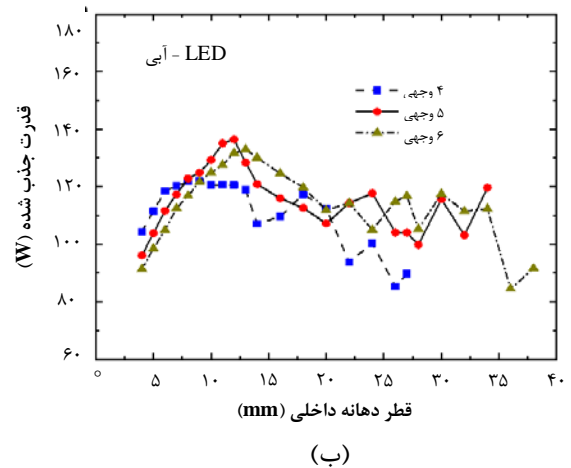 ۱۸۰
۱۶۰
۱۴۰
۱۲۰
۱۰۰
۸۰
۶۰
قدرت جذب شده (W)
LED - آبی
۴ وجهی
۵ وجهی
۶ وجهی
۰ ۵ ۱۰ ۱۵ ۲۰ ۲۵ ۳۰ ۳۵ ۴۰
قطر دهانه داخلی (mm)
(ب)